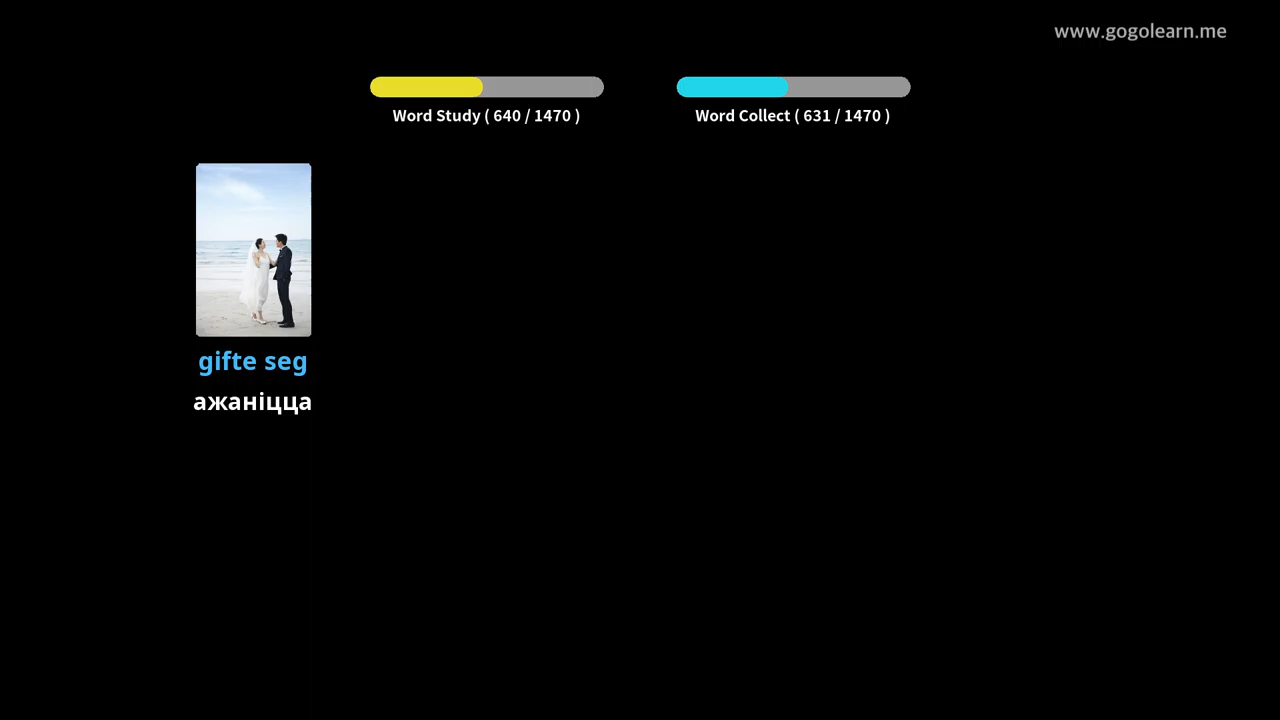 www.gogolearn.me
Word Study ( 640 / 1470 )
Word Collect ( 631 / 1470 )
gifte seg
ажаніцца